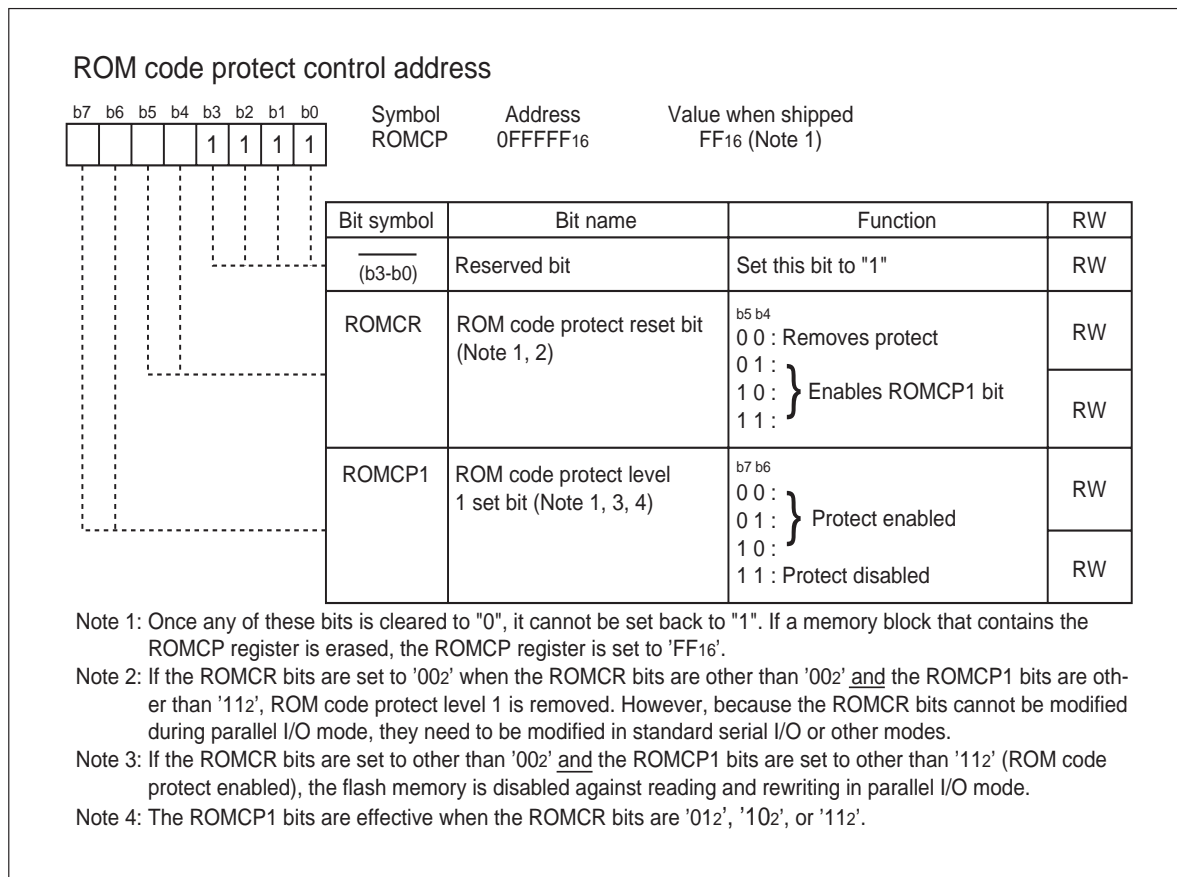 ROM code protect control address
b7 b6 b5 b4 b3 b2 b1 b0
1 1 1 1
Symbol Address Value when shipped
ROMCP 0FFFFF16 FF16 (Note 1)
Bit symbol Bit name Function RW
(b3-b0) Reserved bit Set this bit to "1" RW
ROMCR ROM code protect reset bit
(Note 1, 2)
b5 b4
0 0 : Removes protect
0 1 :
1 0 : } Enables ROMCP1 bit
1 1 :
RW
RW
ROMCP1 ROM code protect level
1 set bit (Note 1, 3, 4)
b7 b6
0 0 :
0 1 : } Protect enabled
1 0 :
1 1 : Protect disabled
RW
RW
Note 1: Once any of these bits is cleared to "0", it cannot be set back to "1". If a memory block that contains the
ROMCP register is erased, the ROMCP register is set to 'FF16'.
Note 2: If the ROMCR bits are set to '002' when the ROMCR bits are other than '002' and the ROMCP1 bits are oth-
er than '112', ROM code protect level 1 is removed. However, because the ROMCR bits cannot be modified
during parallel I/O mode, they need to be modified in standard serial I/O or other modes.
Note 3: If the ROMCR bits are set to other than '002' and the ROMCP1 bits are set to other than '112' (ROM code
protect enabled), the flash memory is disabled against reading and rewriting in parallel I/O mode.
Note 4: The ROMCP1 bits are effective when the ROMCR bits are '012', '102', or '112'.